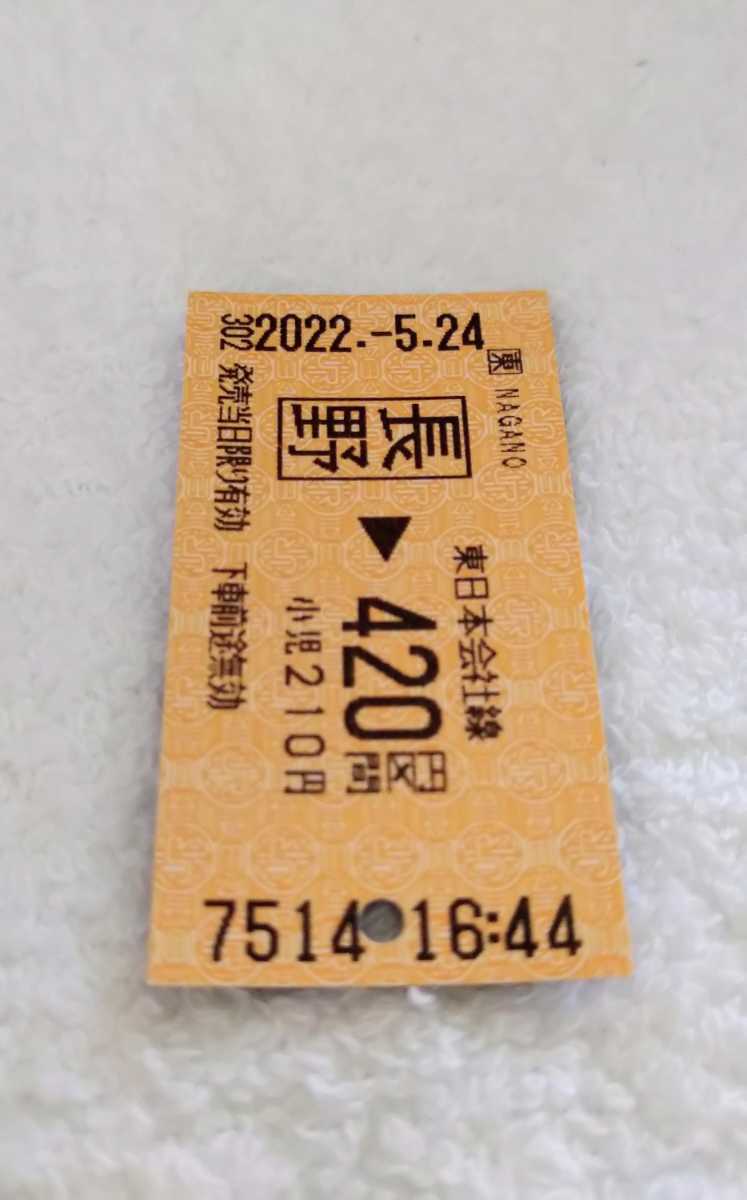 302
2022.-5.24
東 NAGANO
東日本会社線
長野 ▶ 420円区間
小児210円
発売当日限り有効 下車前途無効
7514 16:44